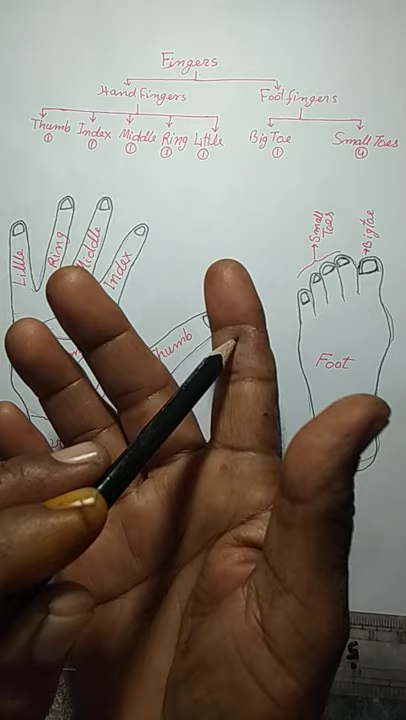 Fingers
Hand Fingers
Foot fingers
Thumb Index Middle Ring Little
① ① ① ① ①
Big Toe Small Toes
① ④
Little
Ring
Middle
Index
Thumb
Small Toes
Big toe
Foot